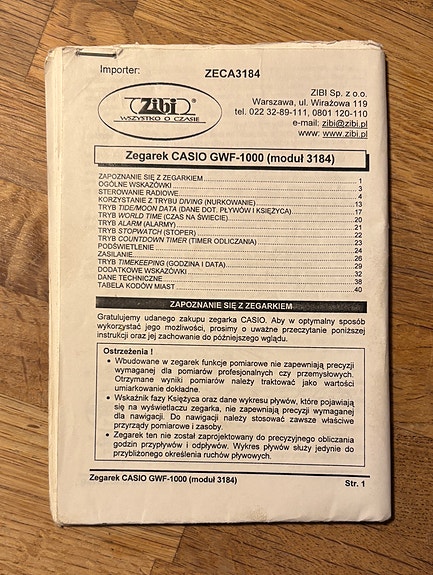 Importer:
ZECA3184
Zibi®
WSZYSTKO O CZASIE
ZIBI Sp. z o.o.
Warszawa, ul. Wirażowa 119
tel. 022 32-89-111, 0801 120-110
e-mail: zibi@zibi.pl
www: www.zibi.pl
Zegarek CASIO GWF-1000 (moduł 3184)
ZAPOZNANIE SIĘ Z ZEGARKIEM 1
OGÓLNE WSKAZÓWKI 4
STEROWANIE RADIOWE 4
KORZYSTANIE Z TRYBU DIVING (NURKOWANIE) 13
TRYB TIDE/MOON DATA (DANE DOT. PŁYWÓW I KSIĘŻYCA) 17
TRYB WORLD TIME (CZAS NA ŚWIECIE) 20
TRYB ALARM (ALARMY) 21
TRYB STOPWATCH (STOPER) 22
TRYB COUNTDOWN TIMER (TIMER ODLICZANIA) 23
PODŚWIETLENIE 24
ZASILANIE 26
TRYB TIMEKEEPING (GODZINA I DATA) 29
DODATKOWE WSKAZÓWKI 32
DANE TECHNICZNE 38
TABELA KODÓW MIAST 40
ZAPOZNANIE SIĘ Z ZEGARKIEM
Gratulujemy udanego zakupu zegarka CASIO. Aby w optymalny sposób
wykorzystać jego możliwości, prosimy o uważne przeczytanie poniższej
instrukcji oraz jej zachowanie do późniejszego wglądu.
Ostrzeżenia !
• Wbudowane w zegarek funkcje pomiarowe nie zapewniają precyzji
wymaganej dla pomiarów profesjonalnych czy przemysłowych.
Otrzymane wyniki pomiarów należy traktować jako wartości
umiarkowanie dokładne.
• Wskaźnik fazy Księżyca oraz dane wykresu pływów, które pojawiają
się na wyświetlaczu zegarka, nie zapewniają precyzji wymaganej
dla nawigacji. Do nawigacji należy stosować zawsze właściwe
przyrządy pomiarowe i zasoby.
• Zegarek ten nie został zaprojektowany do precyzyjnego obliczania
godzin przypływów i odpływów. Wykres pływów służy jedynie do
przybliżonego określenia ruchów pływowych.
Zegarek CASIO GWF-1000 (moduł 3184)
Str. 1